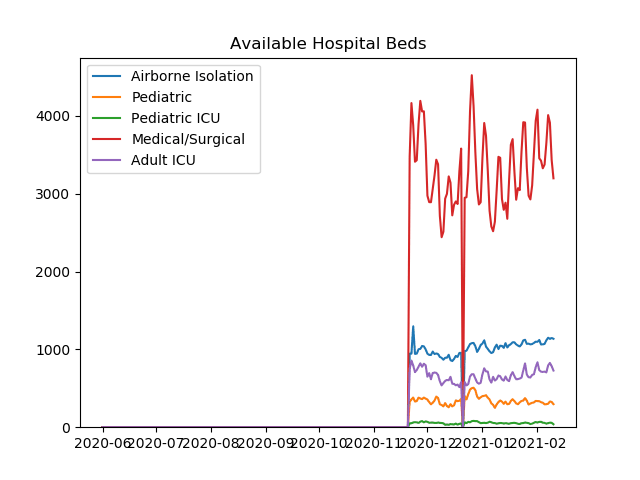 Available Hospital Beds
Airborne Isolation
Pediatric
Pediatric ICU
Medical/Surgical
Adult ICU
4000
3000
2000
1000
0
2020-06 2020-07 2020-08 2020-09 2020-10 2020-11 2020-12 2021-01 2021-02